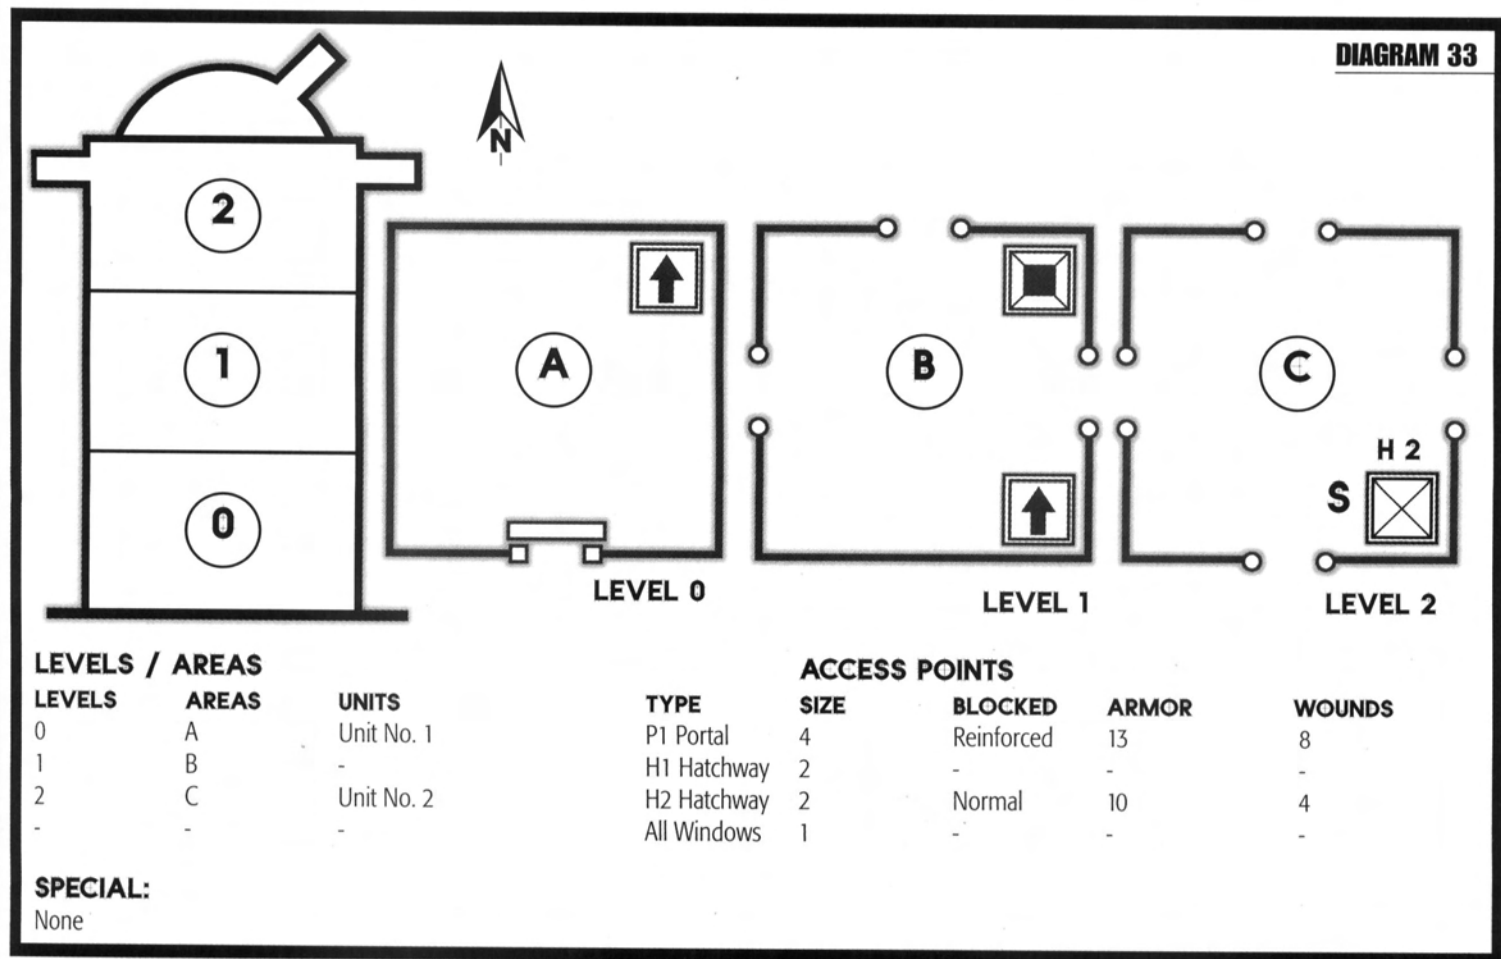 DIAGRAM 33
N
2
1
0
A
B
C
H 2
S
LEVEL 0
LEVEL 1
LEVEL 2
LEVELS / AREAS
LEVELS AREAS UNITS
0 A Unit No. 1
1 B -
2 C Unit No. 2
- - -
ACCESS POINTS
TYPE SIZE BLOCKED ARMOR WOUNDS
P1 Portal 4 Reinforced 13 8
H1 Hatchway 2 - - -
H2 Hatchway 2 Normal 10 4
All Windows 1 - - -
SPECIAL:
None